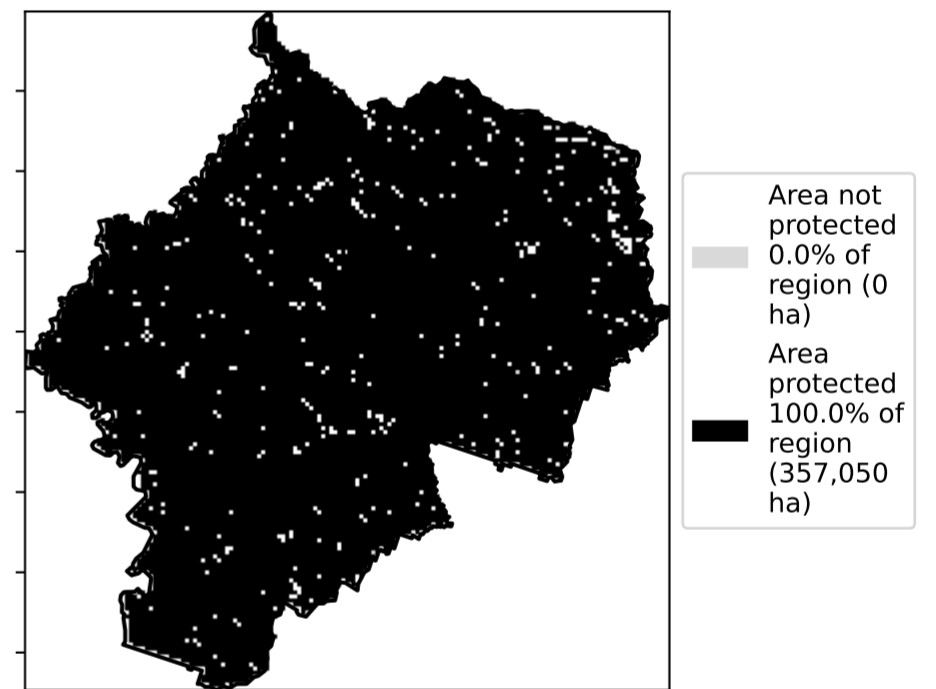 Area not
protected
0.0% of
region (0
ha)
Area
protected
100.0% of
region
(357,050
ha)